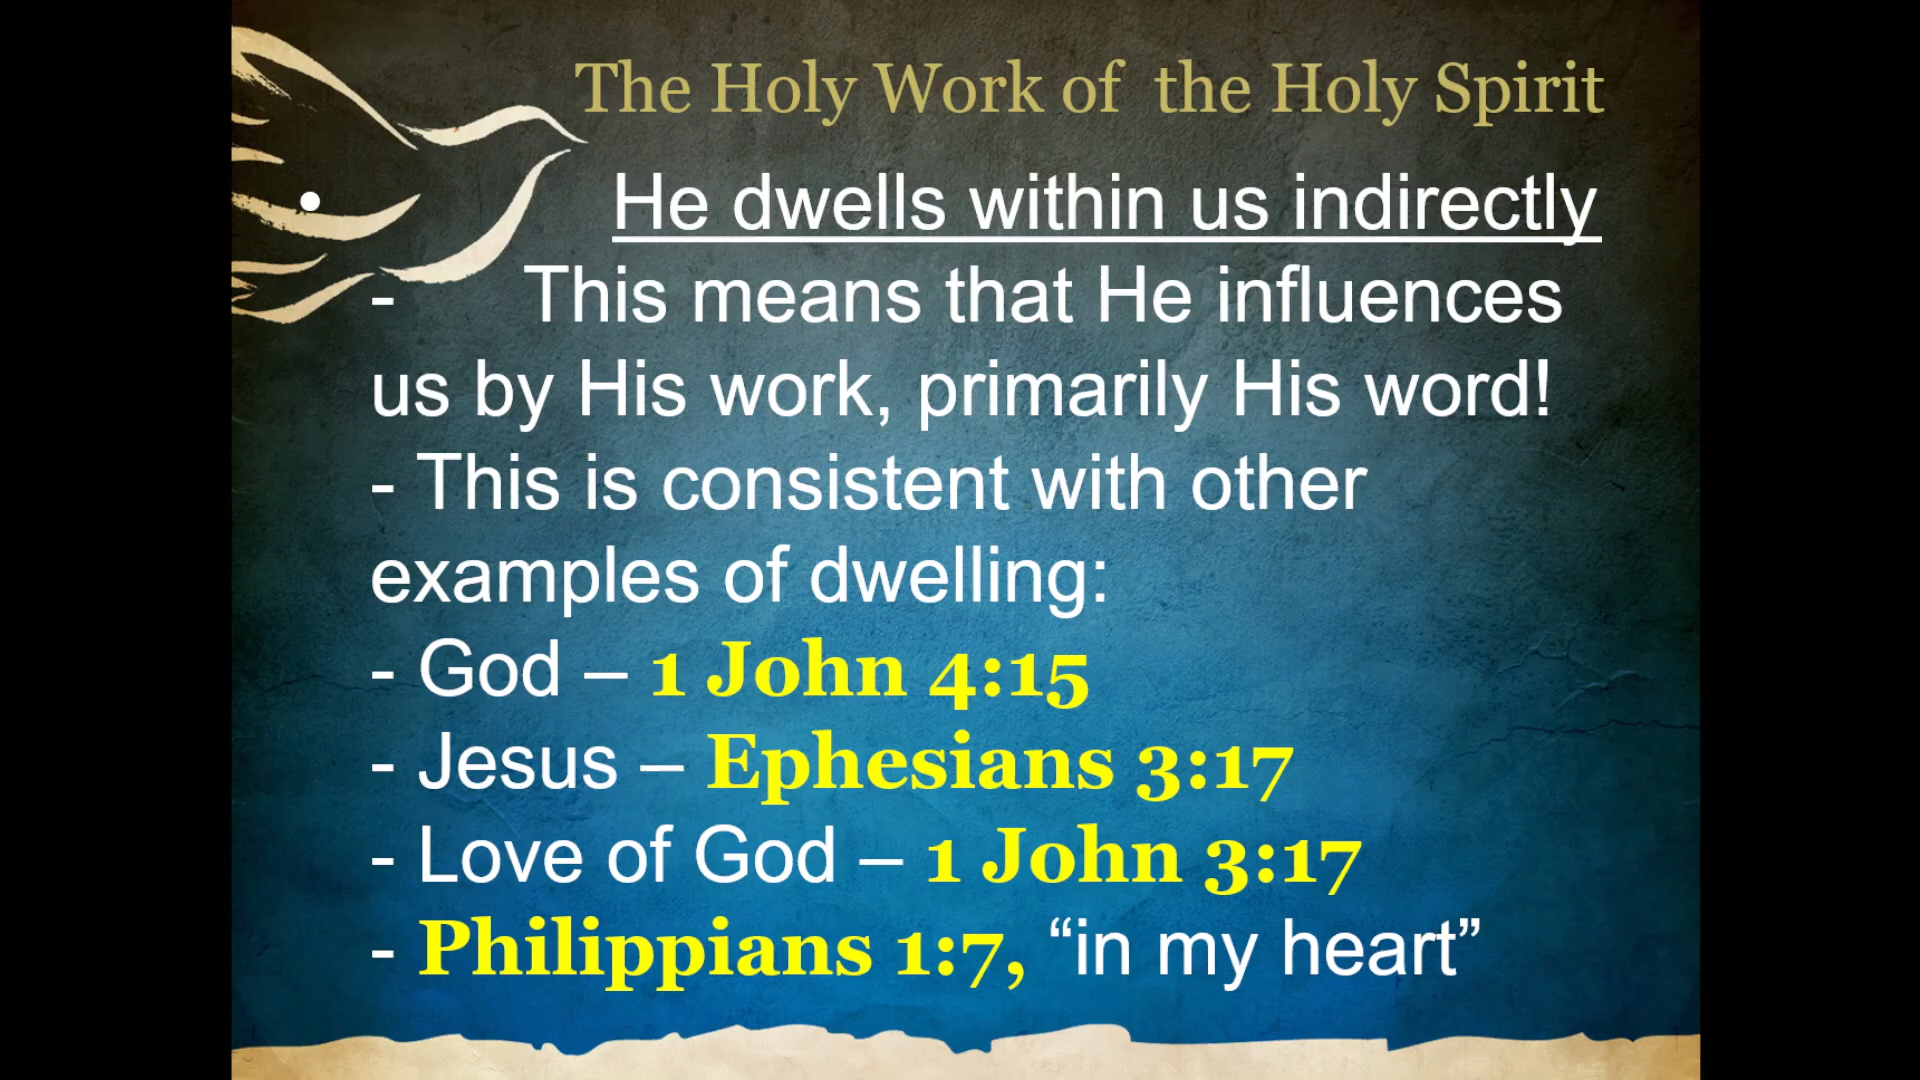 The Holy Work of the Holy Spirit
• He dwells within us indirectly
- This means that He influences
us by His work, primarily His word!
- This is consistent with other
examples of dwelling:
- God – 1 John 4:15
- Jesus – Ephesians 3:17
- Love of God – 1 John 3:17
- Philippians 1:7, “in my heart”